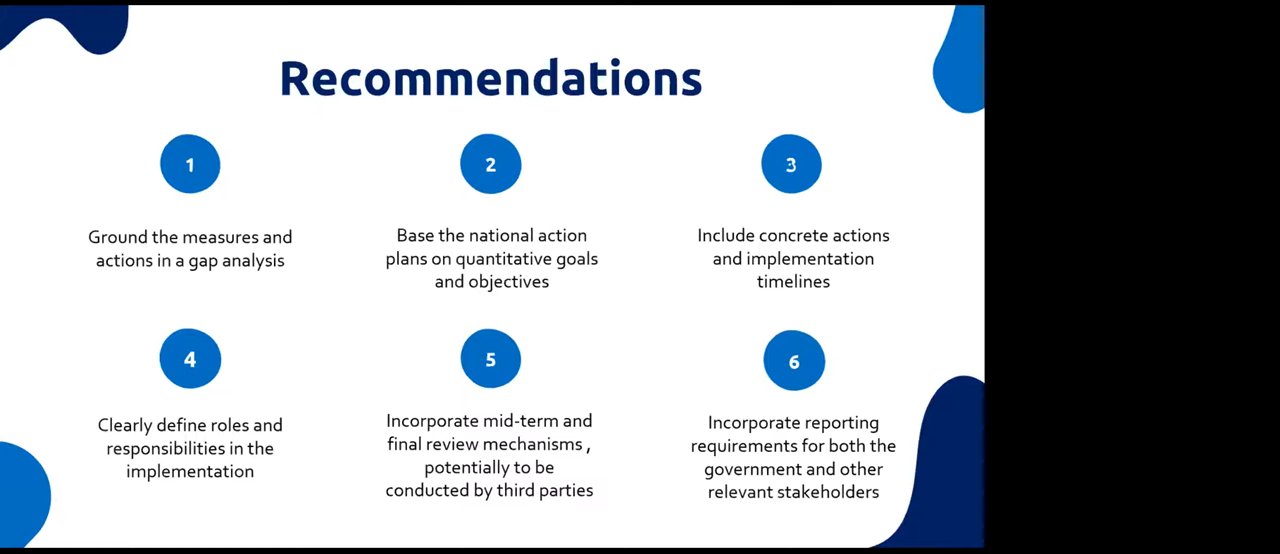 Recommendations
1
Ground the measures and
actions in a gap analysis
2
Base the national action
plans on quantitative goals
and objectives
3
Include concrete actions
and implementation
timelines
4
Clearly define roles and
responsibilities in the
implementation
5
Incorporate mid-term and
final review mechanisms ,
potentially to be
conducted by third parties
6
Incorporate reporting
requirements for both the
government and other
relevant stakeholders